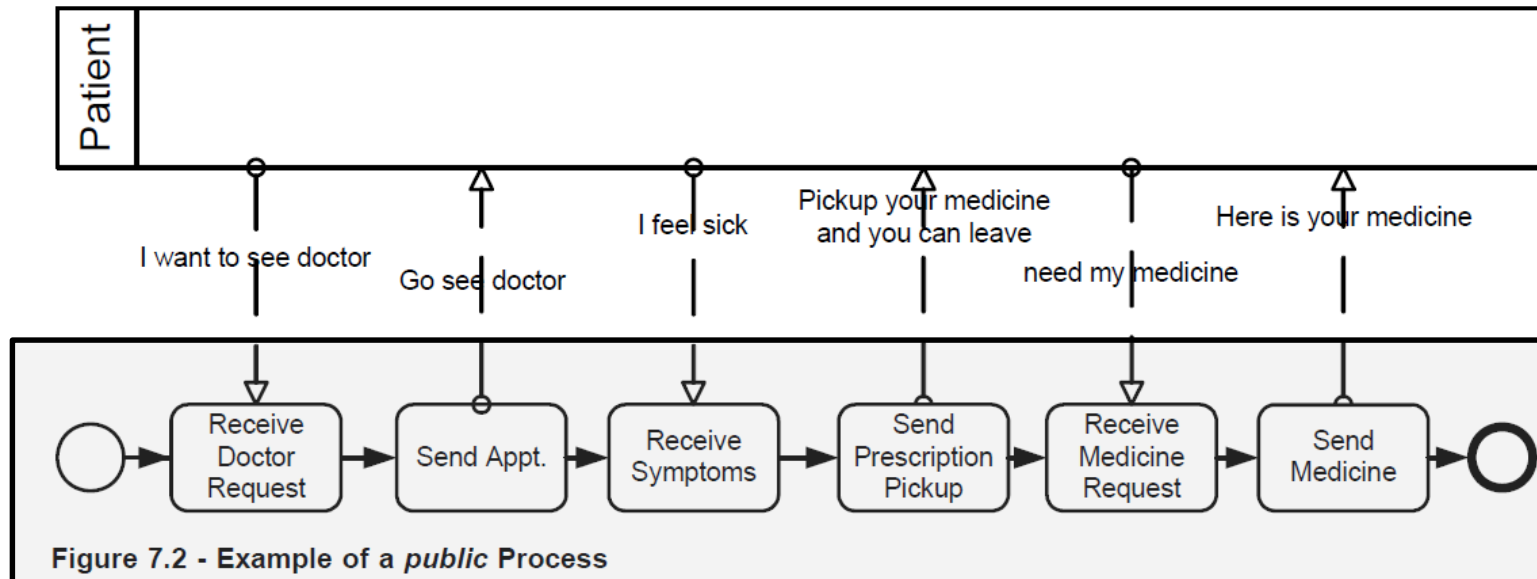 Patient
I want to see doctor
Go see doctor
I feel sick
Pickup your medicine
and you can leave
need my medicine
Here is your medicine
Receive
Doctor
Request
Send Appt.
Receive
Symptoms
Send
Prescription
Pickup
Receive
Medicine
Request
Send
Medicine
Figure 7.2 - Example of a public Process